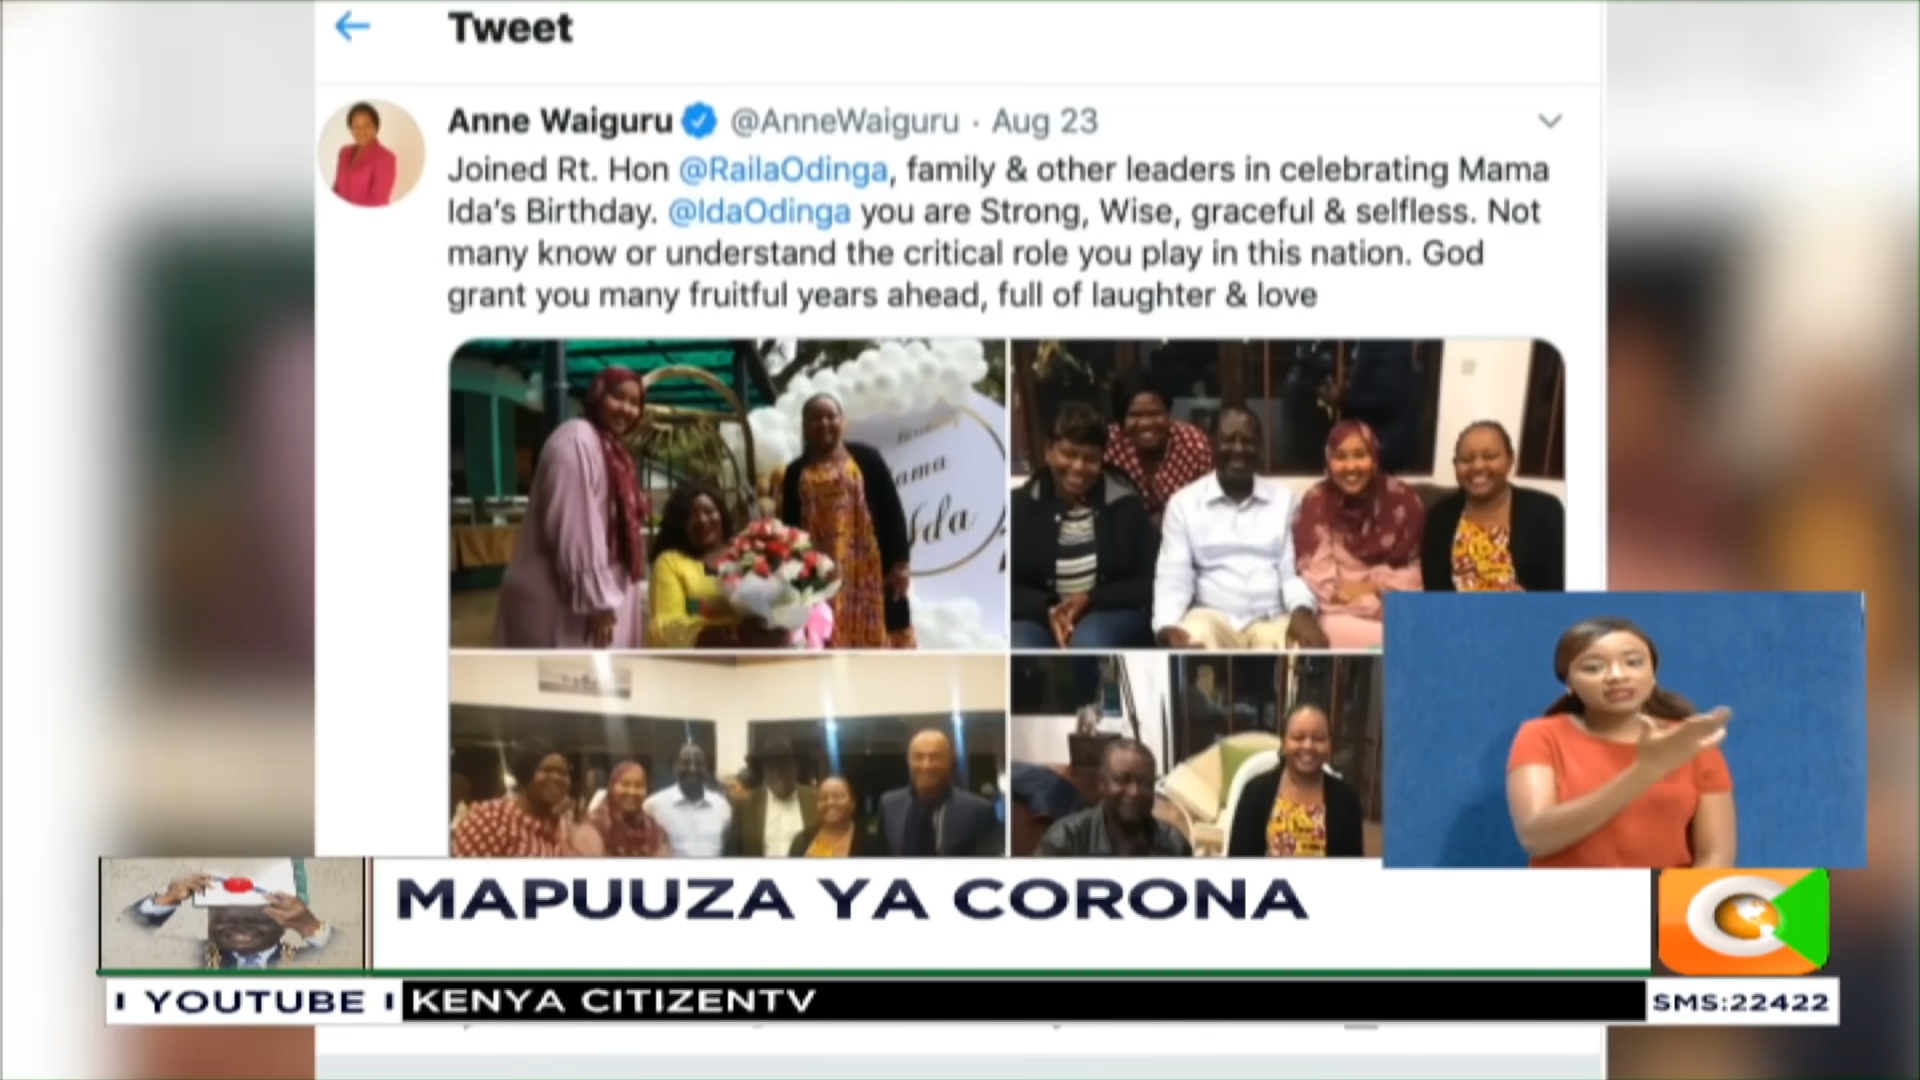 Tweet
Anne Waiguru @AnneWaiguru · Aug 23
Joined Rt. Hon @RailaOdinga, family & other leaders in celebrating Mama
Ida's Birthday. @IdaOdinga you are Strong, Wise, graceful & selfless. Not
many know or understand the critical role you play in this nation. God
grant you many fruitful years ahead, full of laughter & love
ama
Ida
MAPUUZA YA CORONA
YOUTUBE
KENYA CITIZENTV
SMS:22422